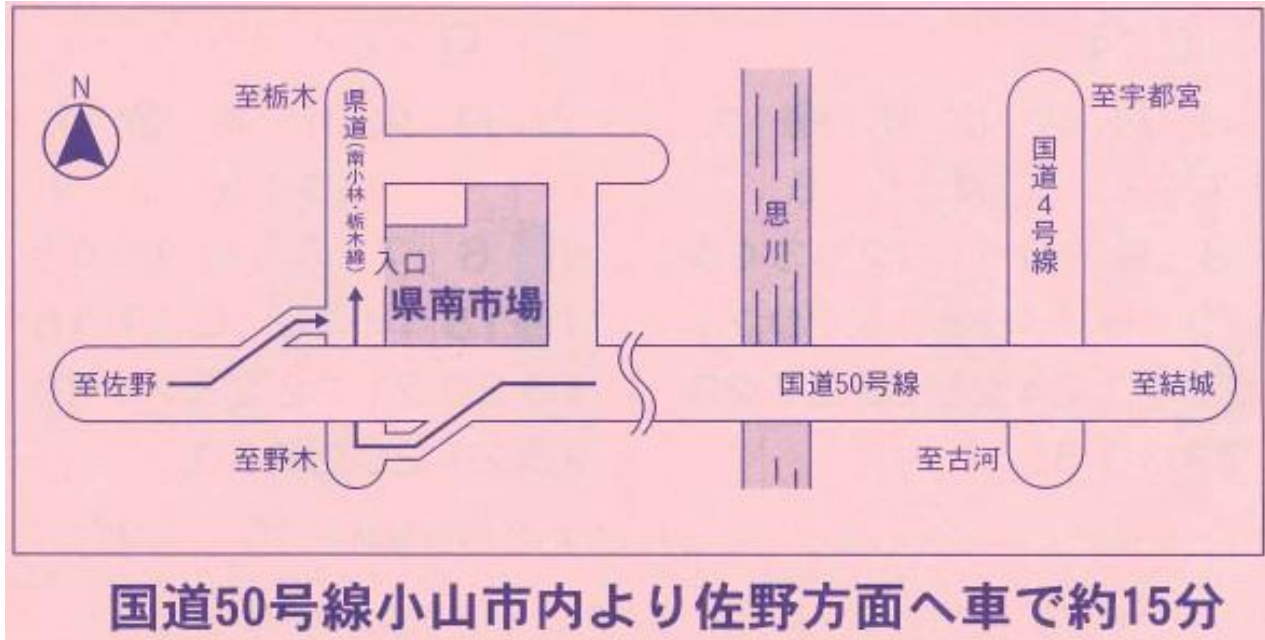 N
至栃木
県道(南小林・栃木線)
至宇都宮
国道4号線
思川
入口
県南市場
至佐野
国道50号線
至結城
至野木
至古河
国道50号線小山市内より佐野方面へ車で約15分